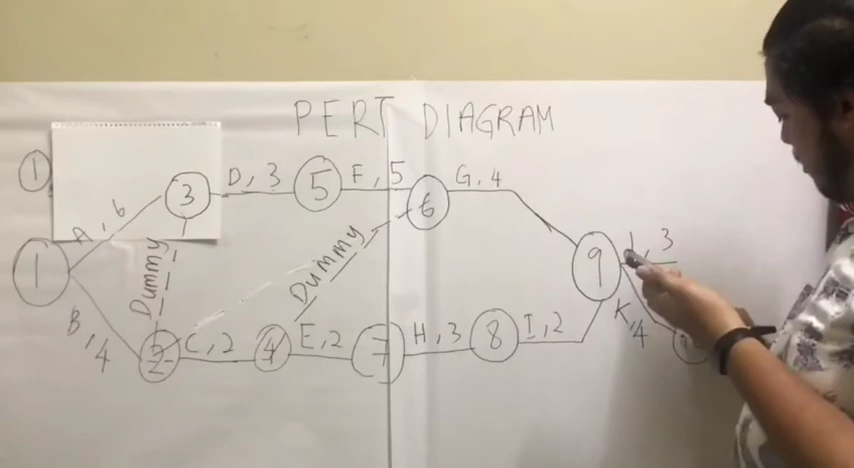 PERT DIAGRAM
1
A, 6
3
D, 3
5
F, 5
6
G, 4
1
Dummy
Dummy
9
J, 3
B, 4
2
C, 2
4
E, 2
7
H, 3
8
I, 2
K, 4